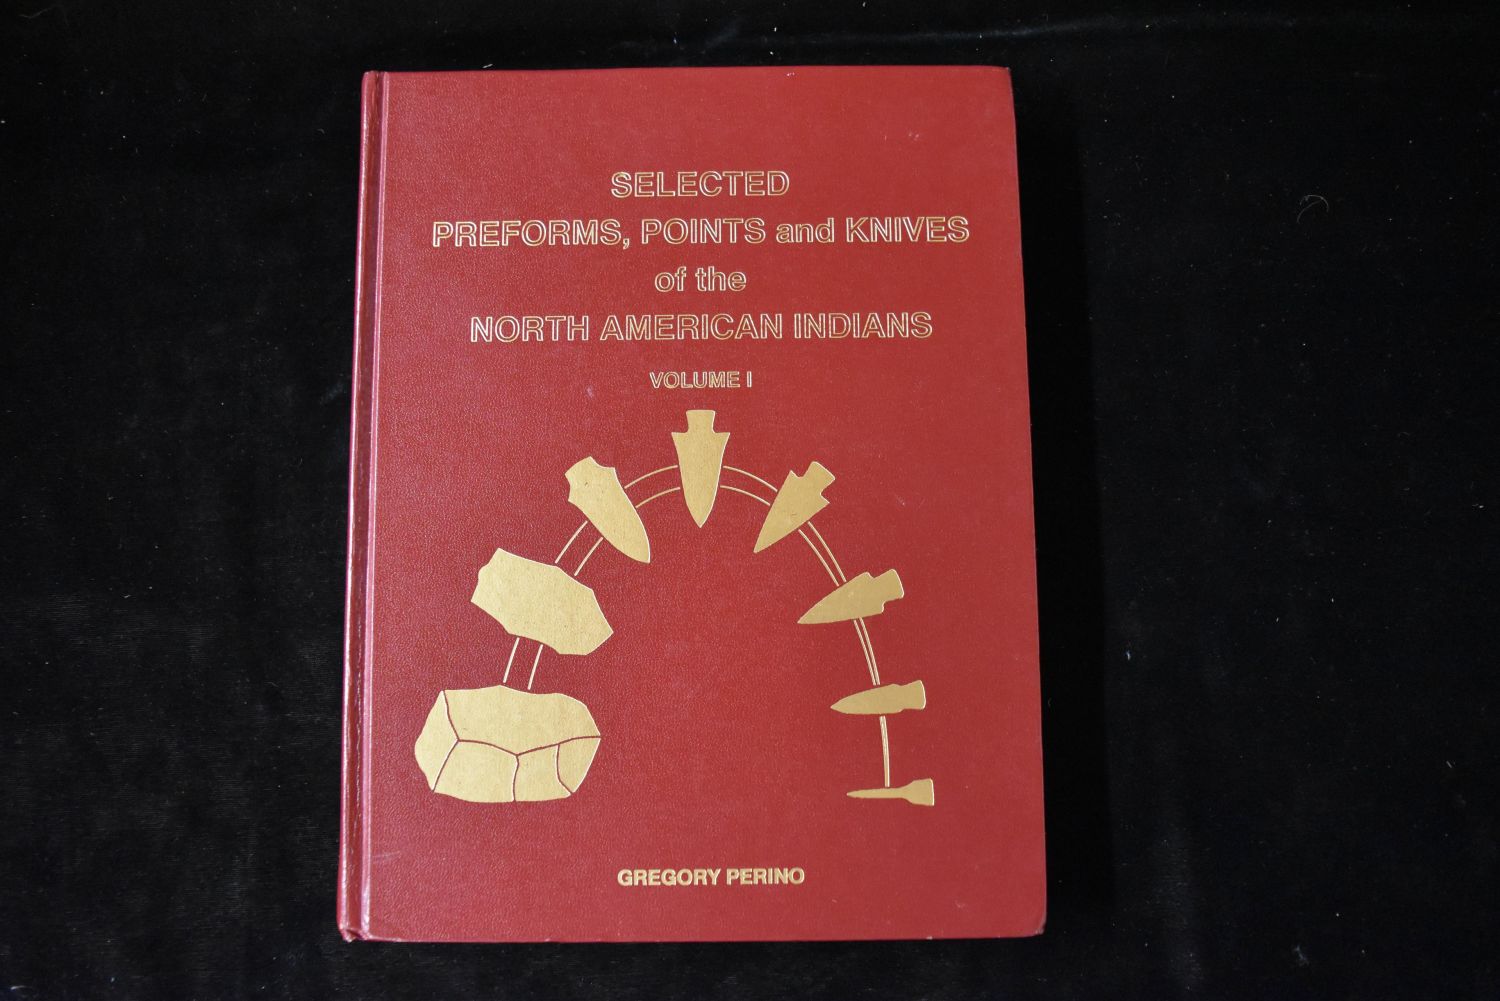 SELECTED
PREFORMS, POINTS and KNIVES
of the
NORTH AMERICAN INDIANS
VOLUME I
GREGORY PERINO